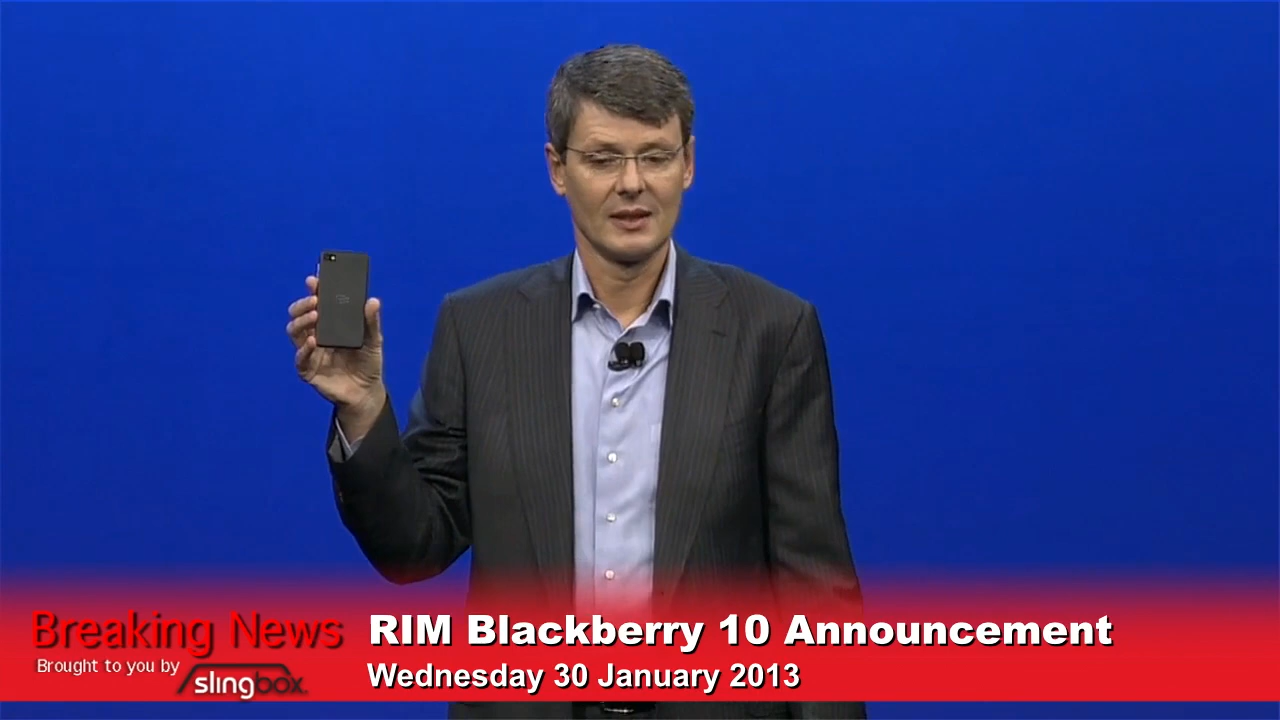 Breaking News
Brought to you by
slingbox.
RIM Blackberry 10 Announcement
Wednesday 30 January 2013